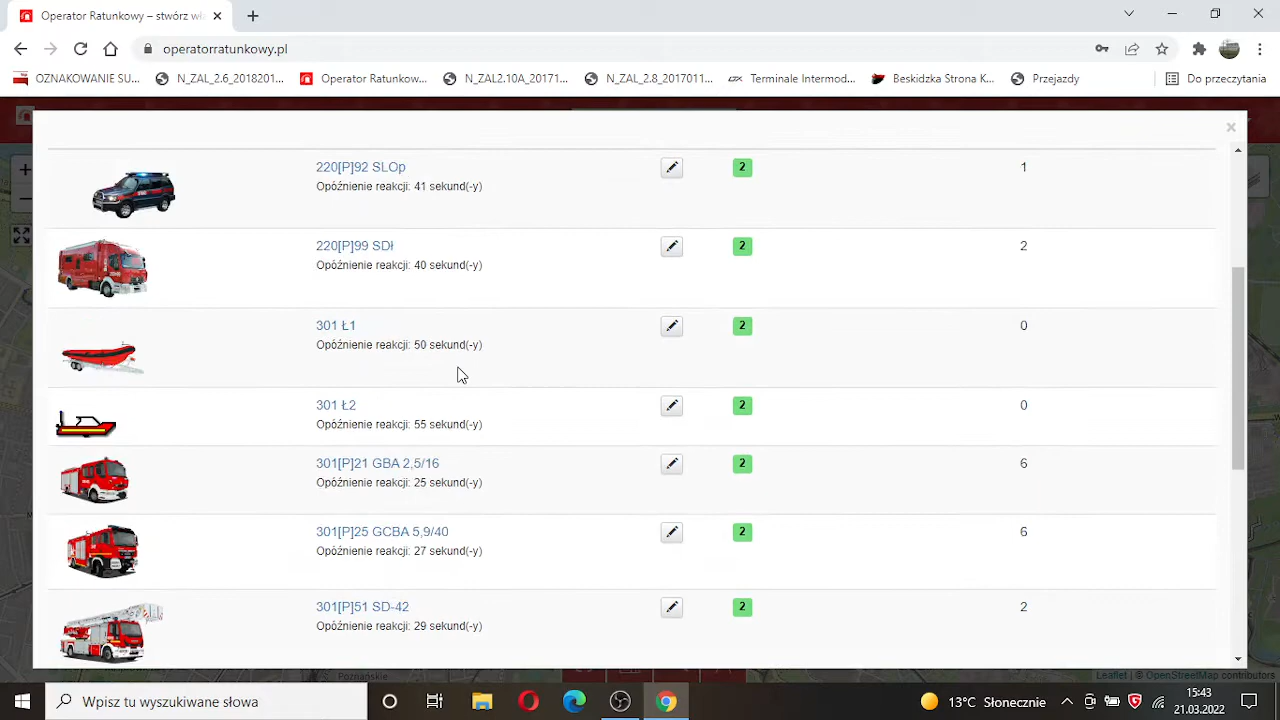 Operator Ratunkowy – stwórz wł
operatorratunkowy.pl
OZNAKOWANIE SU...
N_ZAL_2.6_2018201...
Operator Ratunkow...
N_ZAL2.10A_20171...
N_ZAL_2.8_2017011...
Terminale Intermod...
Beskidzka Strona K...
Przejazdy
Do przeczytania
220[P]92 SLOp 2 1
Opóźnienie reakcji: 41 sekund(-y)
220[P]99 SDł 2 2
Opóźnienie reakcji: 40 sekund(-y)
301 Ł1 2 0
Opóźnienie reakcji: 50 sekund(-y)
301 Ł2 2 0
Opóźnienie reakcji: 55 sekund(-y)
301[P]21 GBA 2,5/16 2 6
Opóźnienie reakcji: 25 sekund(-y)
301[P]25 GCBA 5,9/40 2 6
Opóźnienie reakcji: 27 sekund(-y)
301[P]51 SD-42 2 2
Opóźnienie reakcji: 29 sekund(-y)
Poznańskie
Leaflet | © OpenStreetMap contributors
Wpisz tu wyszukiwane słowa
13°C Słonecznie
15:43
21.03.2022